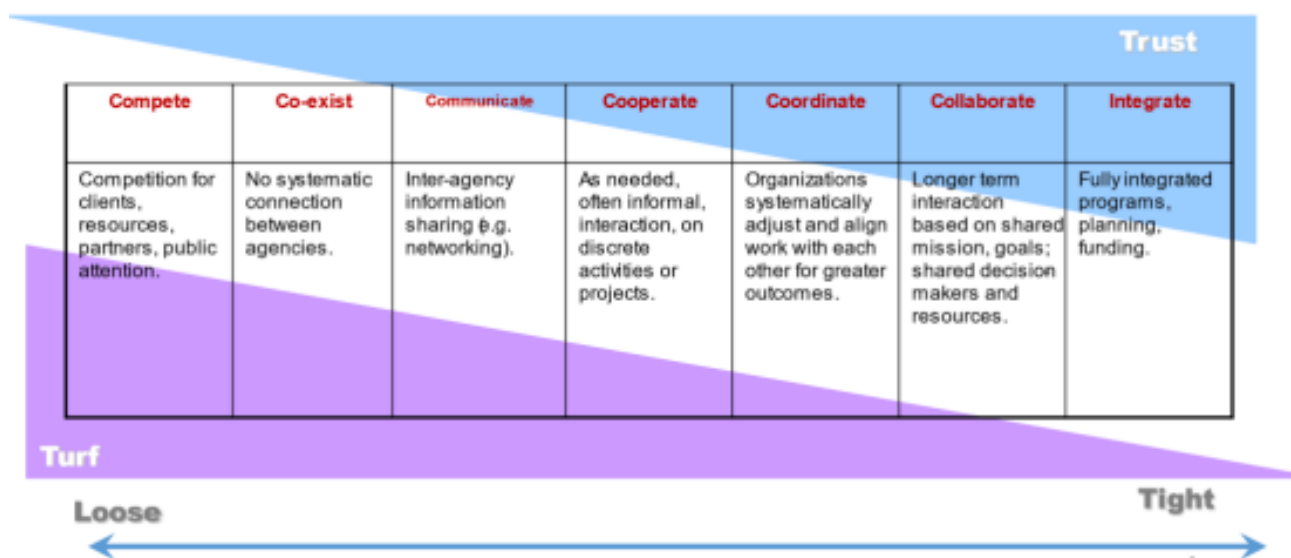 Trust
Compete
Co-exist
Communicate
Cooperate
Coordinate
Collaborate
Integrate
Competition for
clients,
resources,
partners, public
attention.
No systematic
connection
between
agencies.
Inter-agency
information
sharing (e.g.
networking).
As needed,
often informal,
interaction, on
discrete
activities or
projects.
Organizations
systematically
adjust and align
work with each
other for greater
outcomes.
Longer term
interaction
based on shared
mission, goals;
shared decision
makers and
resources.
Fully integrated
programs,
planning,
funding.
Turf
Loose
Tight